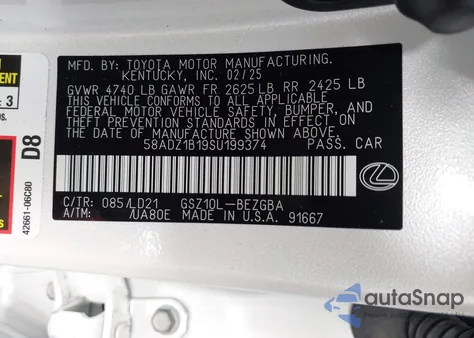 EMENT
: 3
D8
42661-06C80
MFD. BY: TOYOTA MOTOR MANUFACTURING,
KENTUCKY, INC. 02/25
GVWR 4740 LB GAWR FR 2625 LB RR 2425 LB
THIS VEHICLE CONFORMS TO ALL APPLICABLE
FEDERAL MOTOR VEHICLE SAFETY, BUMPER,
AND THEFT PREVENTION STANDARDS IN EFFECT
ON THE DATE OF MANUFACTURE SHOWN ABOVE.
58ADZ1B19SU199374 PASS. CAR
C/TR: 085/LD21 GSZ10L-BEZGBA
A/TM: /UA80E MADE IN U.S.A. 91667
autoSnap